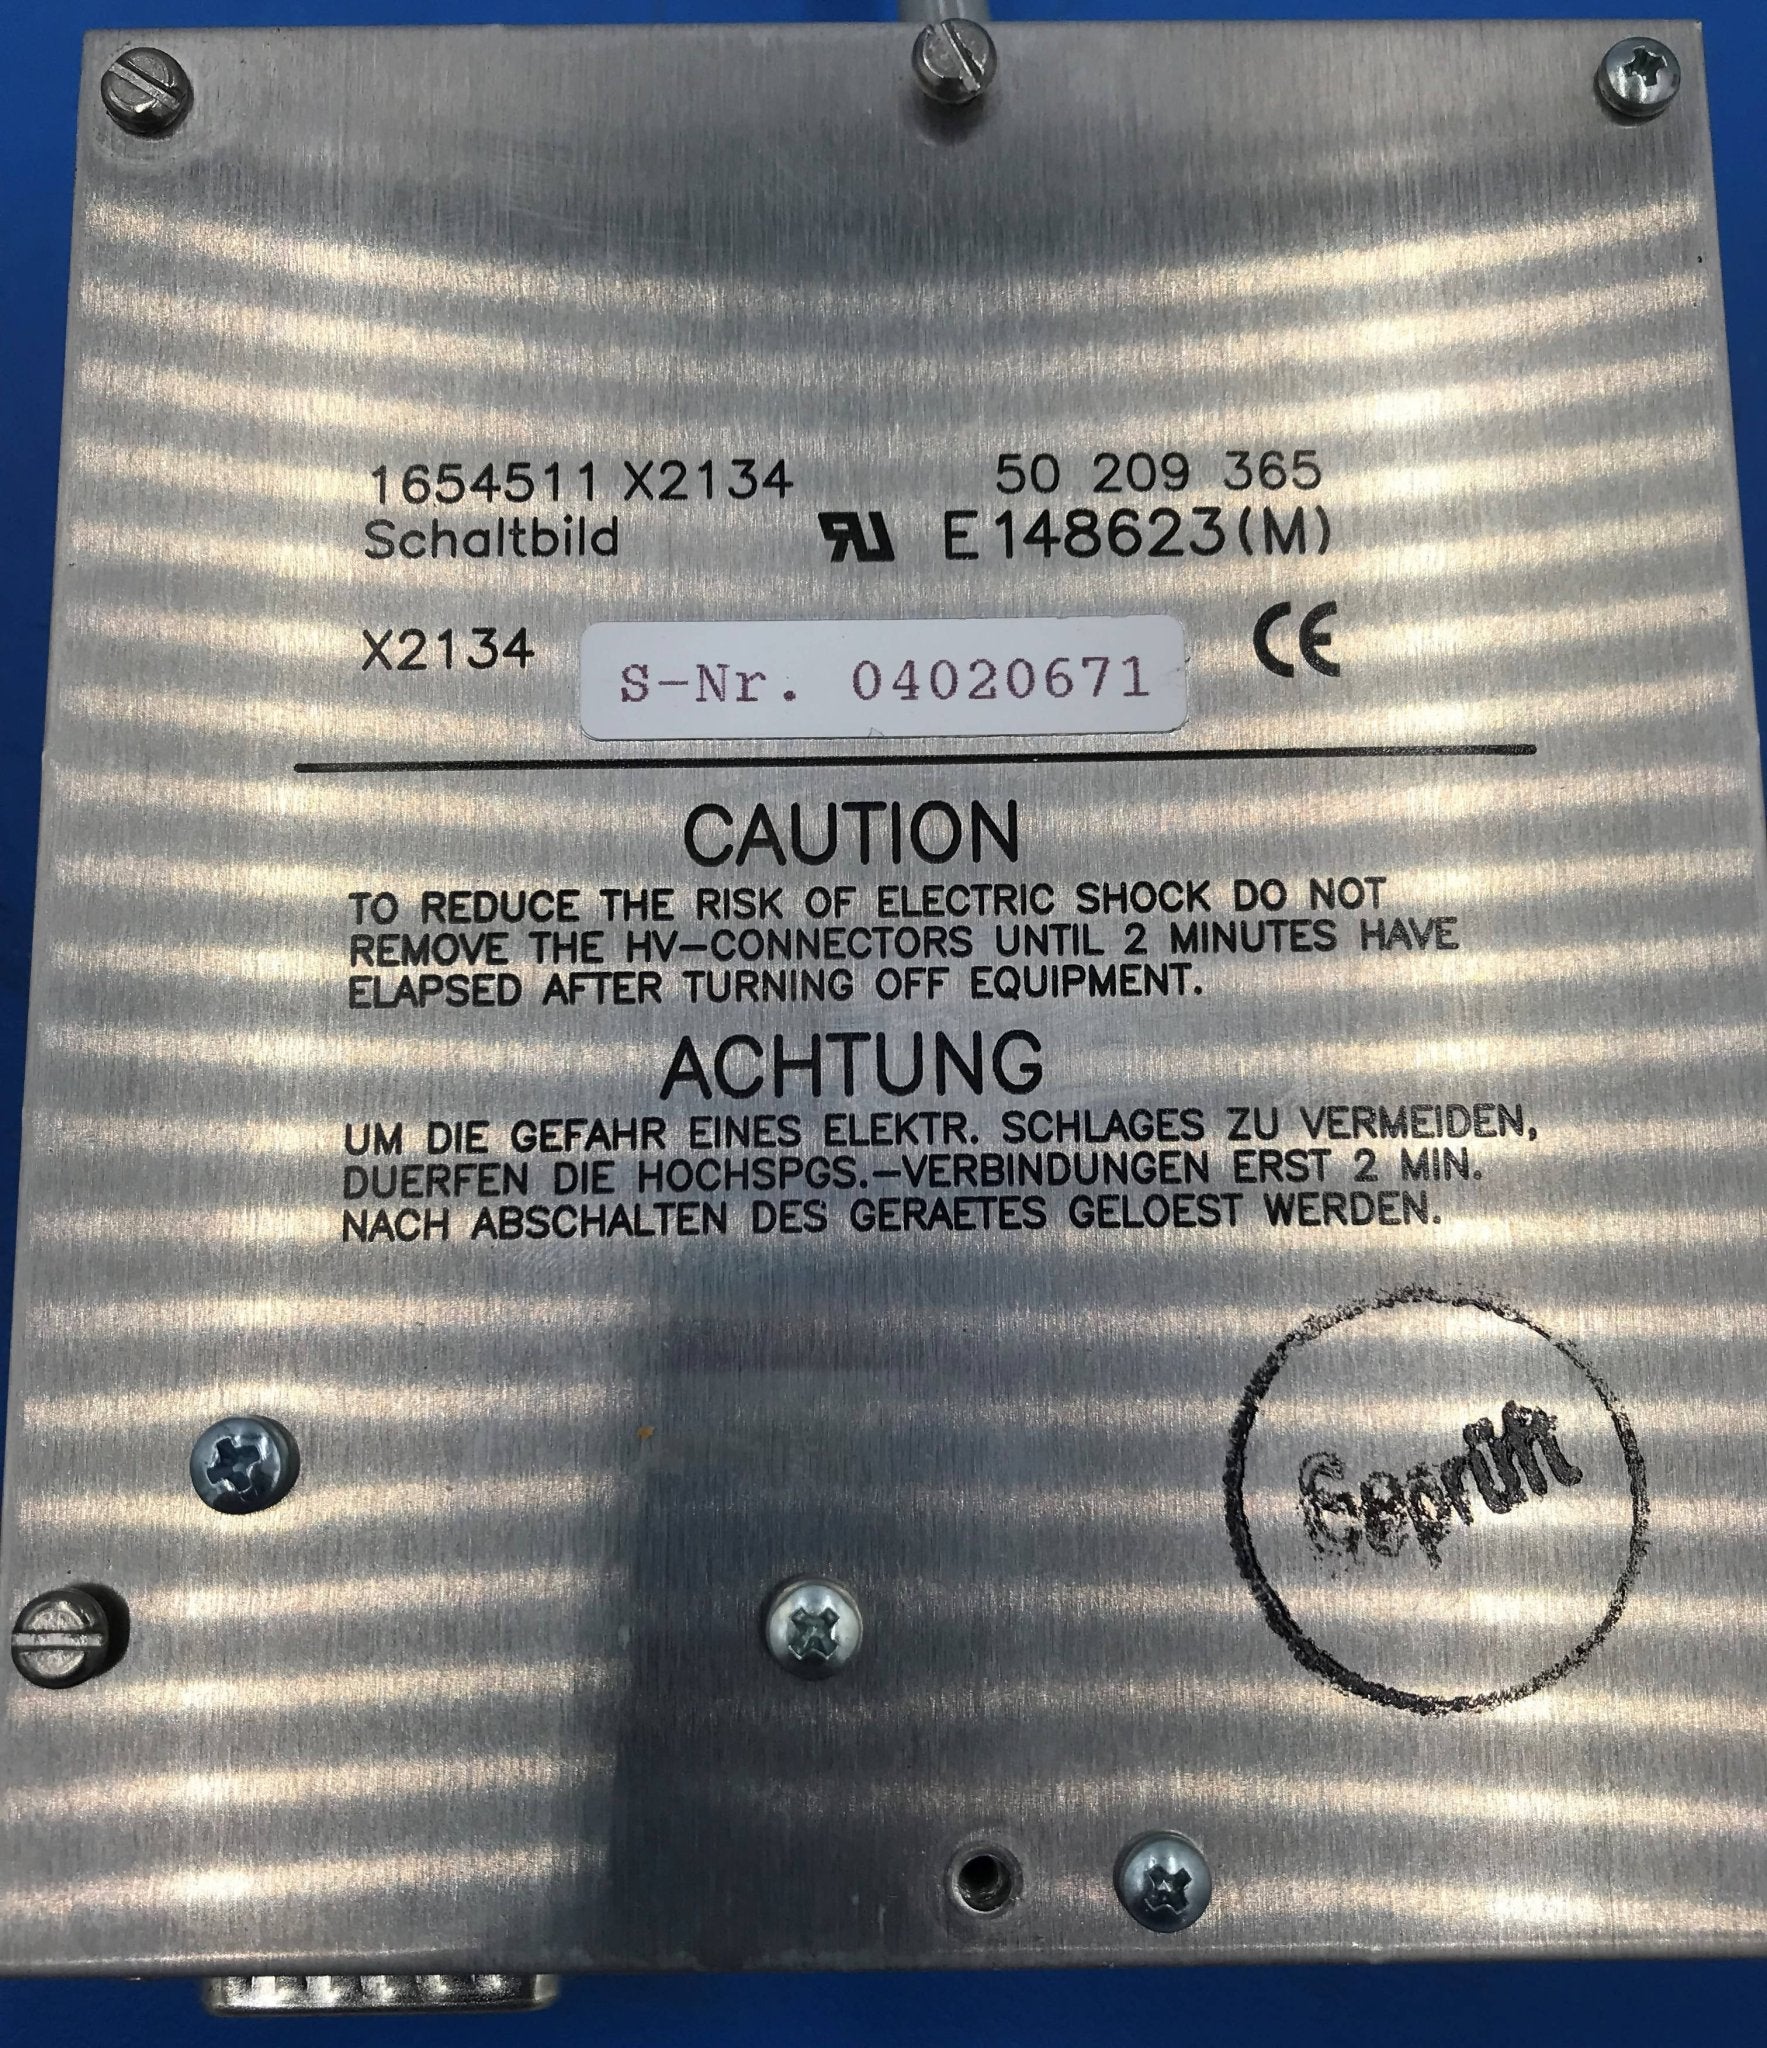 1654511 X2134 50 209 365
Schaltbild RU E148623(M)
X2134 S-Nr. 04020671 CE
CAUTION
TO REDUCE THE RISK OF ELECTRIC SHOCK DO NOT
REMOVE THE HV-CONNECTORS UNTIL 2 MINUTES HAVE
ELAPSED AFTER TURNING OFF EQUIPMENT.
ACHTUNG
UM DIE GEFAHR EINES ELEKTR. SCHLAGES ZU VERMEIDEN,
DUERFEN DIE HOCHSPGS.-VERBINDUNGEN ERST 2 MIN.
NACH ABSCHALTEN DES GERAETES GELOEST WERDEN.
Geprüft